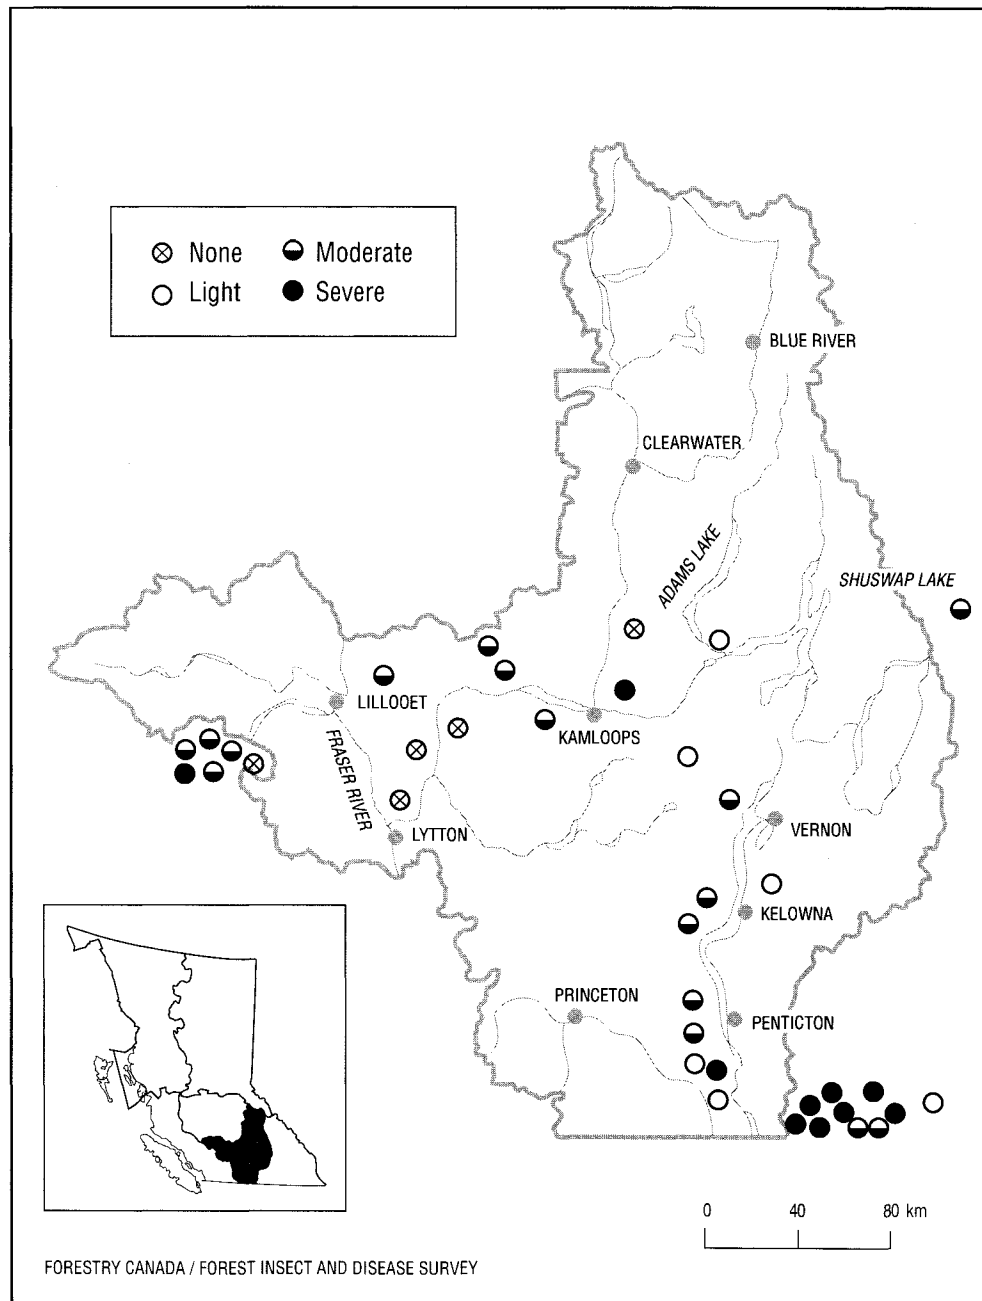 None
Moderate
Light
Severe
BLUE RIVER
CLEARWATER
ADAMS LAKE
SHUSWAP LAKE
LILLOOET
KAMLOOPS
FRASER RIVER
LYTTON
VERNON
KELOWNA
PRINCETON
PENTICTON
0 40 80 km
FORESTRY CANADA / FOREST INSECT AND DISEASE SURVEY